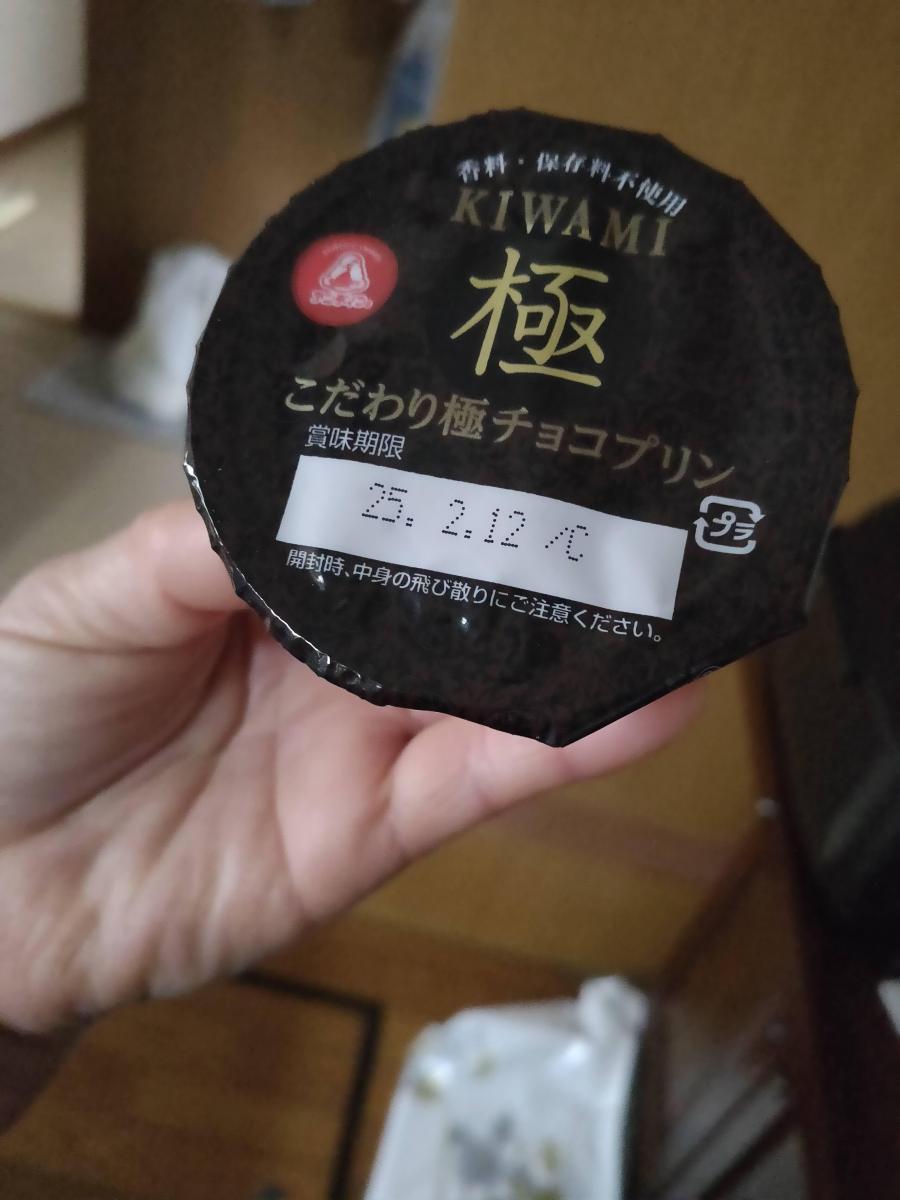 香料・保存料不使用
KIWAMI
極
こだわり極チョコプリン
賞味期限
25. 2.12 /C
プラ
開封時、中身の飛び散りにご注意ください。